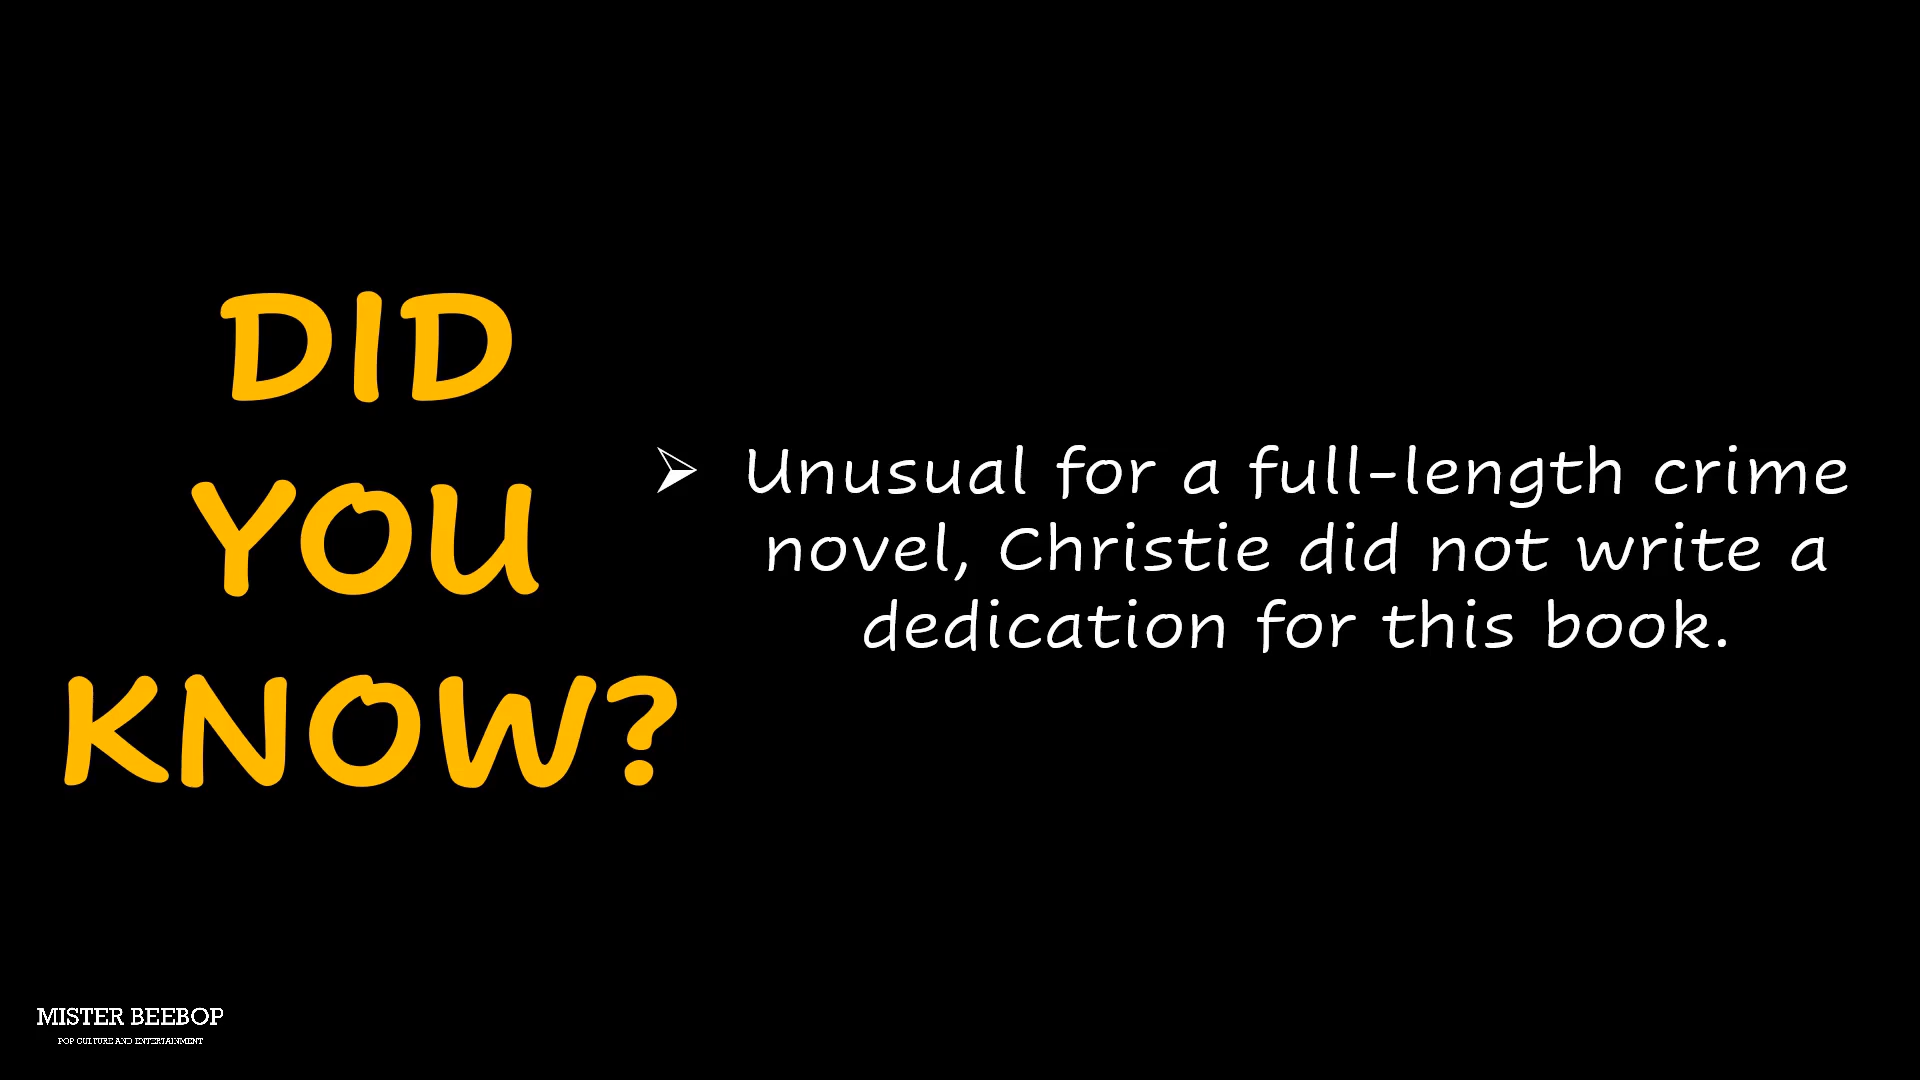 DID
YOU
KNOW?
➢ Unusual for a full-length crime
novel, Christie did not write a
dedication for this book.
MISTER BEEBOP
POP CULTURE AND ENTERTAINMENT